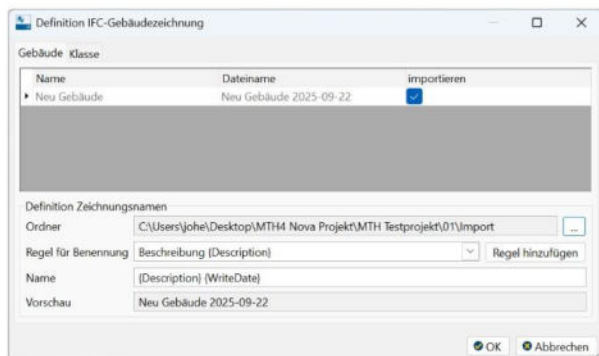 Definition IFC-Gebäudezeichnung
Gebäude Klasse
Name Dateiname importieren
Neu Gebäude Neu Gebäude 2025-09-22
Definition Zeichnungsnamen
Ordner C:\Users\johe\Desktop\MTH4 Nova Projekt\MTH Testprojekt\01\Import ...
Regel für Benennung Beschreibung {Description} Regel hinzufügen
Name {Description} {WriteDate}
Vorschau Neu Gebäude 2025-09-22
OK Abbrechen